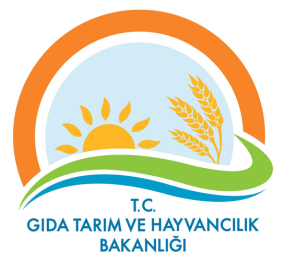 T.C.
GIDA TARIM VE HAYVANCILIK
BAKANLIĞI